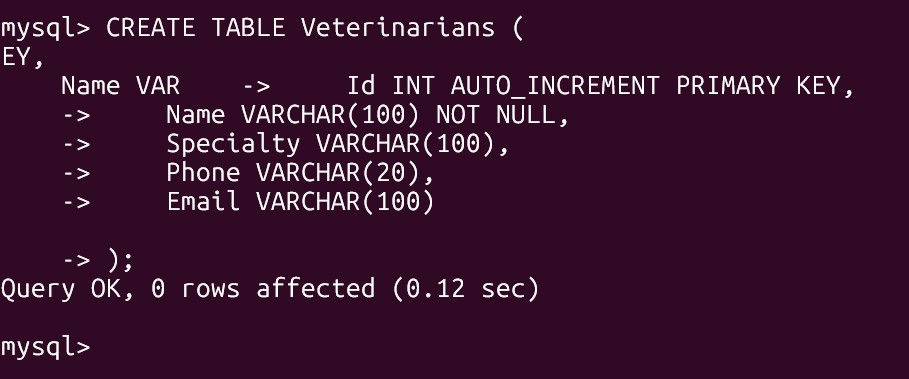 mysql> CREATE TABLE Veterinarians (
EY,
    Name VAR    ->     Id INT AUTO_INCREMENT PRIMARY KEY,
    ->     Name VARCHAR(100) NOT NULL,
    ->     Specialty VARCHAR(100),
    ->     Phone VARCHAR(20),
    ->     Email VARCHAR(100)
    -> );
Query OK, 0 rows affected (0.12 sec)
mysql>